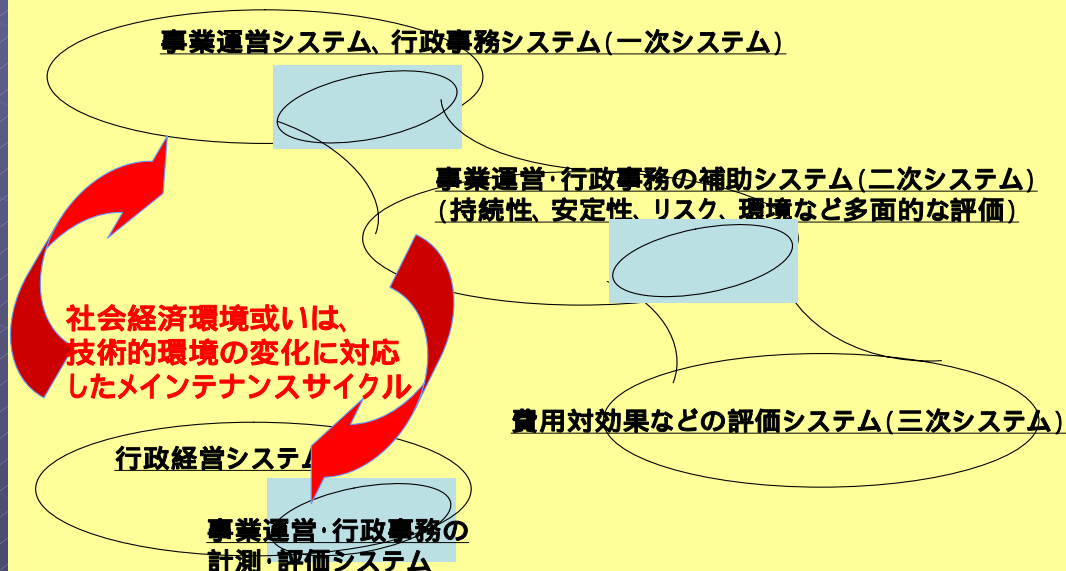 事業運営システム、行政事務システム(一次システム)
事業運営・行政事務の補助システム(二次システム)
(持続性、安定性、リスク、環境など多面的な評価)
社会経済環境或いは、
技術的環境の変化に対応
したメインテナンスサイクル
費用対効果などの評価システム(三次システム)
行政経営システム
事業運営・行政事務の
計測・評価システム